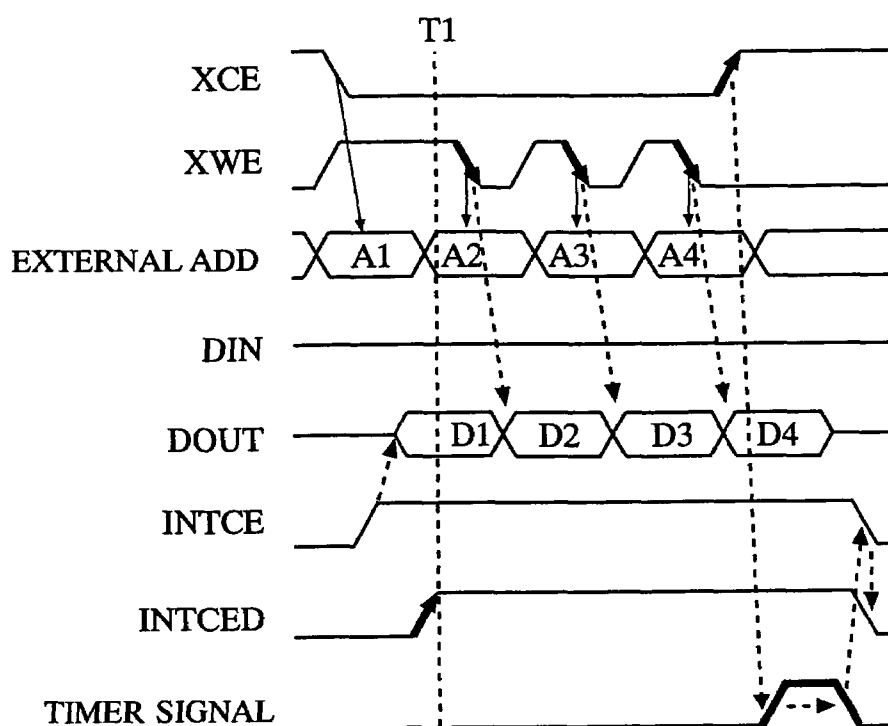 T1
XCE
XWE
EXTERNAL ADD A1 A2 A3 A4
DIN
DOUT D1 D2 D3 D4
INTCE
INTCED
TIMER SIGNAL